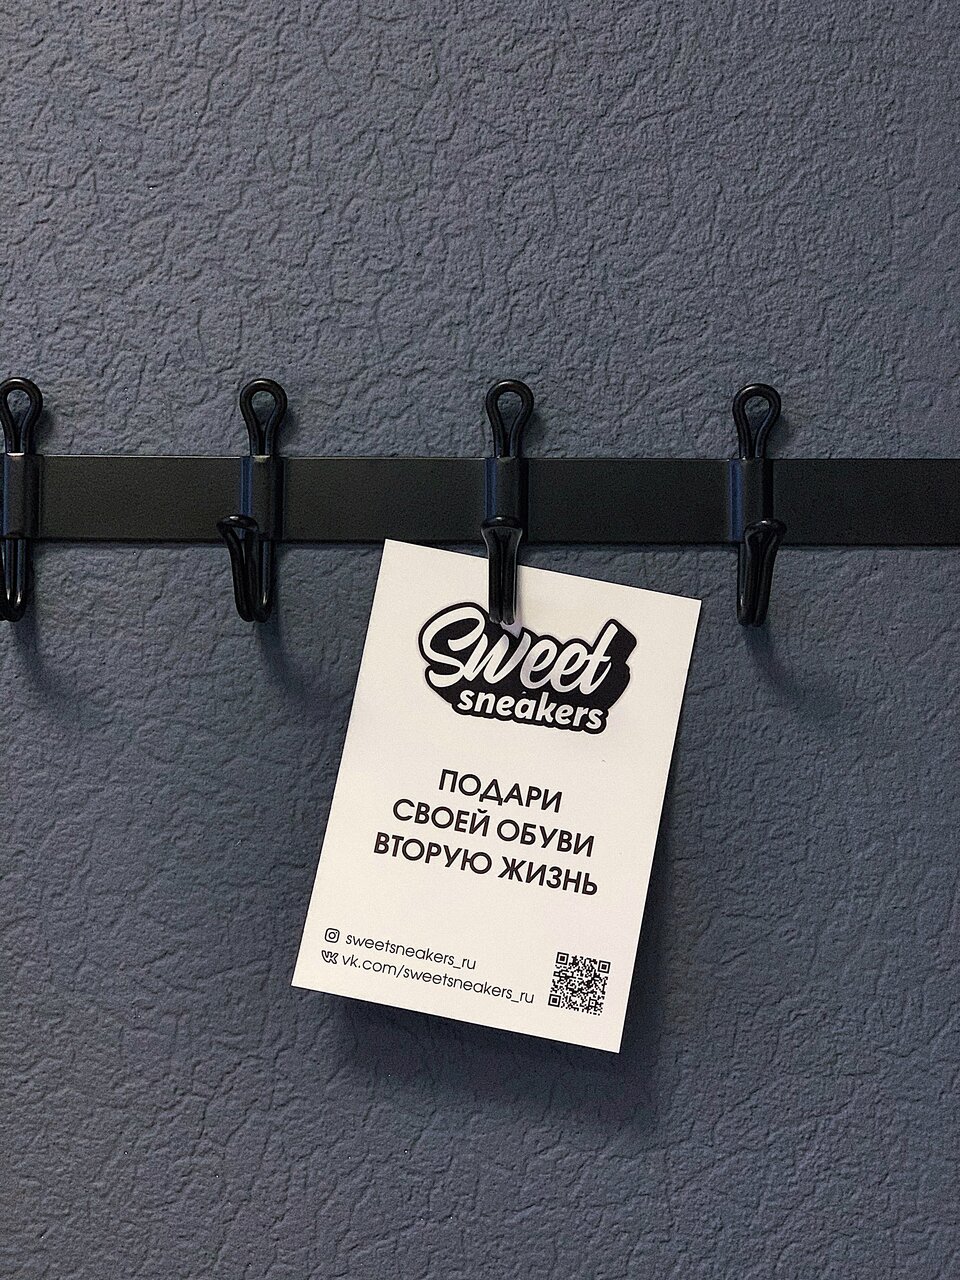 Sweet
sneakers
ПОДАРИ
СВОЕЙ ОБУВИ
ВТОРУЮ ЖИЗНЬ
sweetsneakers_ru
vk.com/sweetsneakers_ru